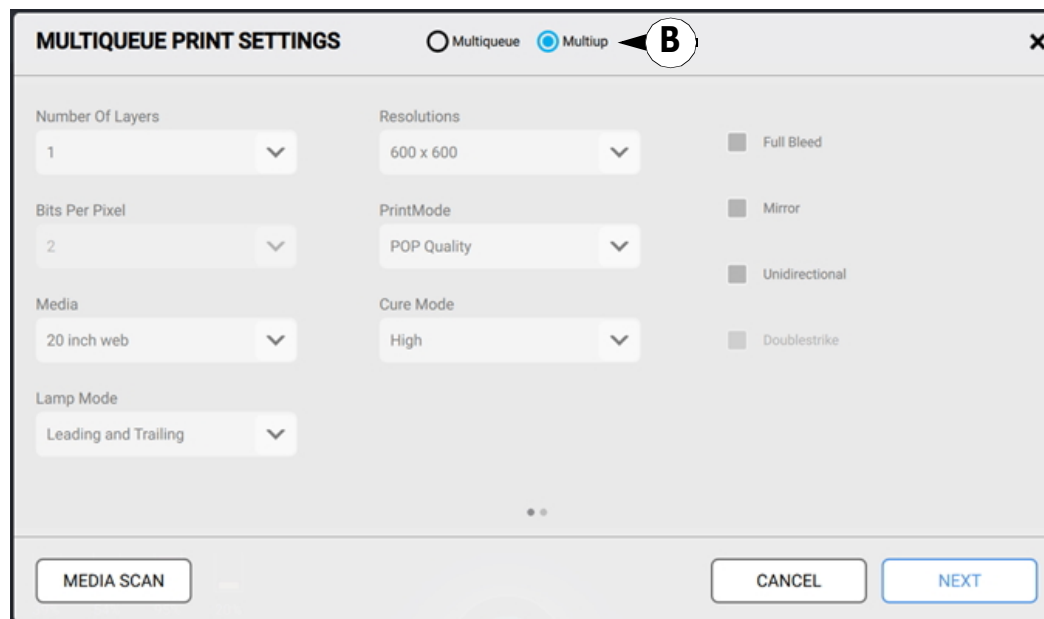 MULTIQUEUE PRINT SETTINGS Multiqueue Multiup B
Number Of Layers Resolutions
1 600 x 600 Full Bleed
Bits Per Pixel PrintMode Mirror
2 POP Quality
Unidirectional
Media Cure Mode
20 inch web High Doublestrike
Lamp Mode
Leading and Trailing
MEDIA SCAN CANCEL NEXT